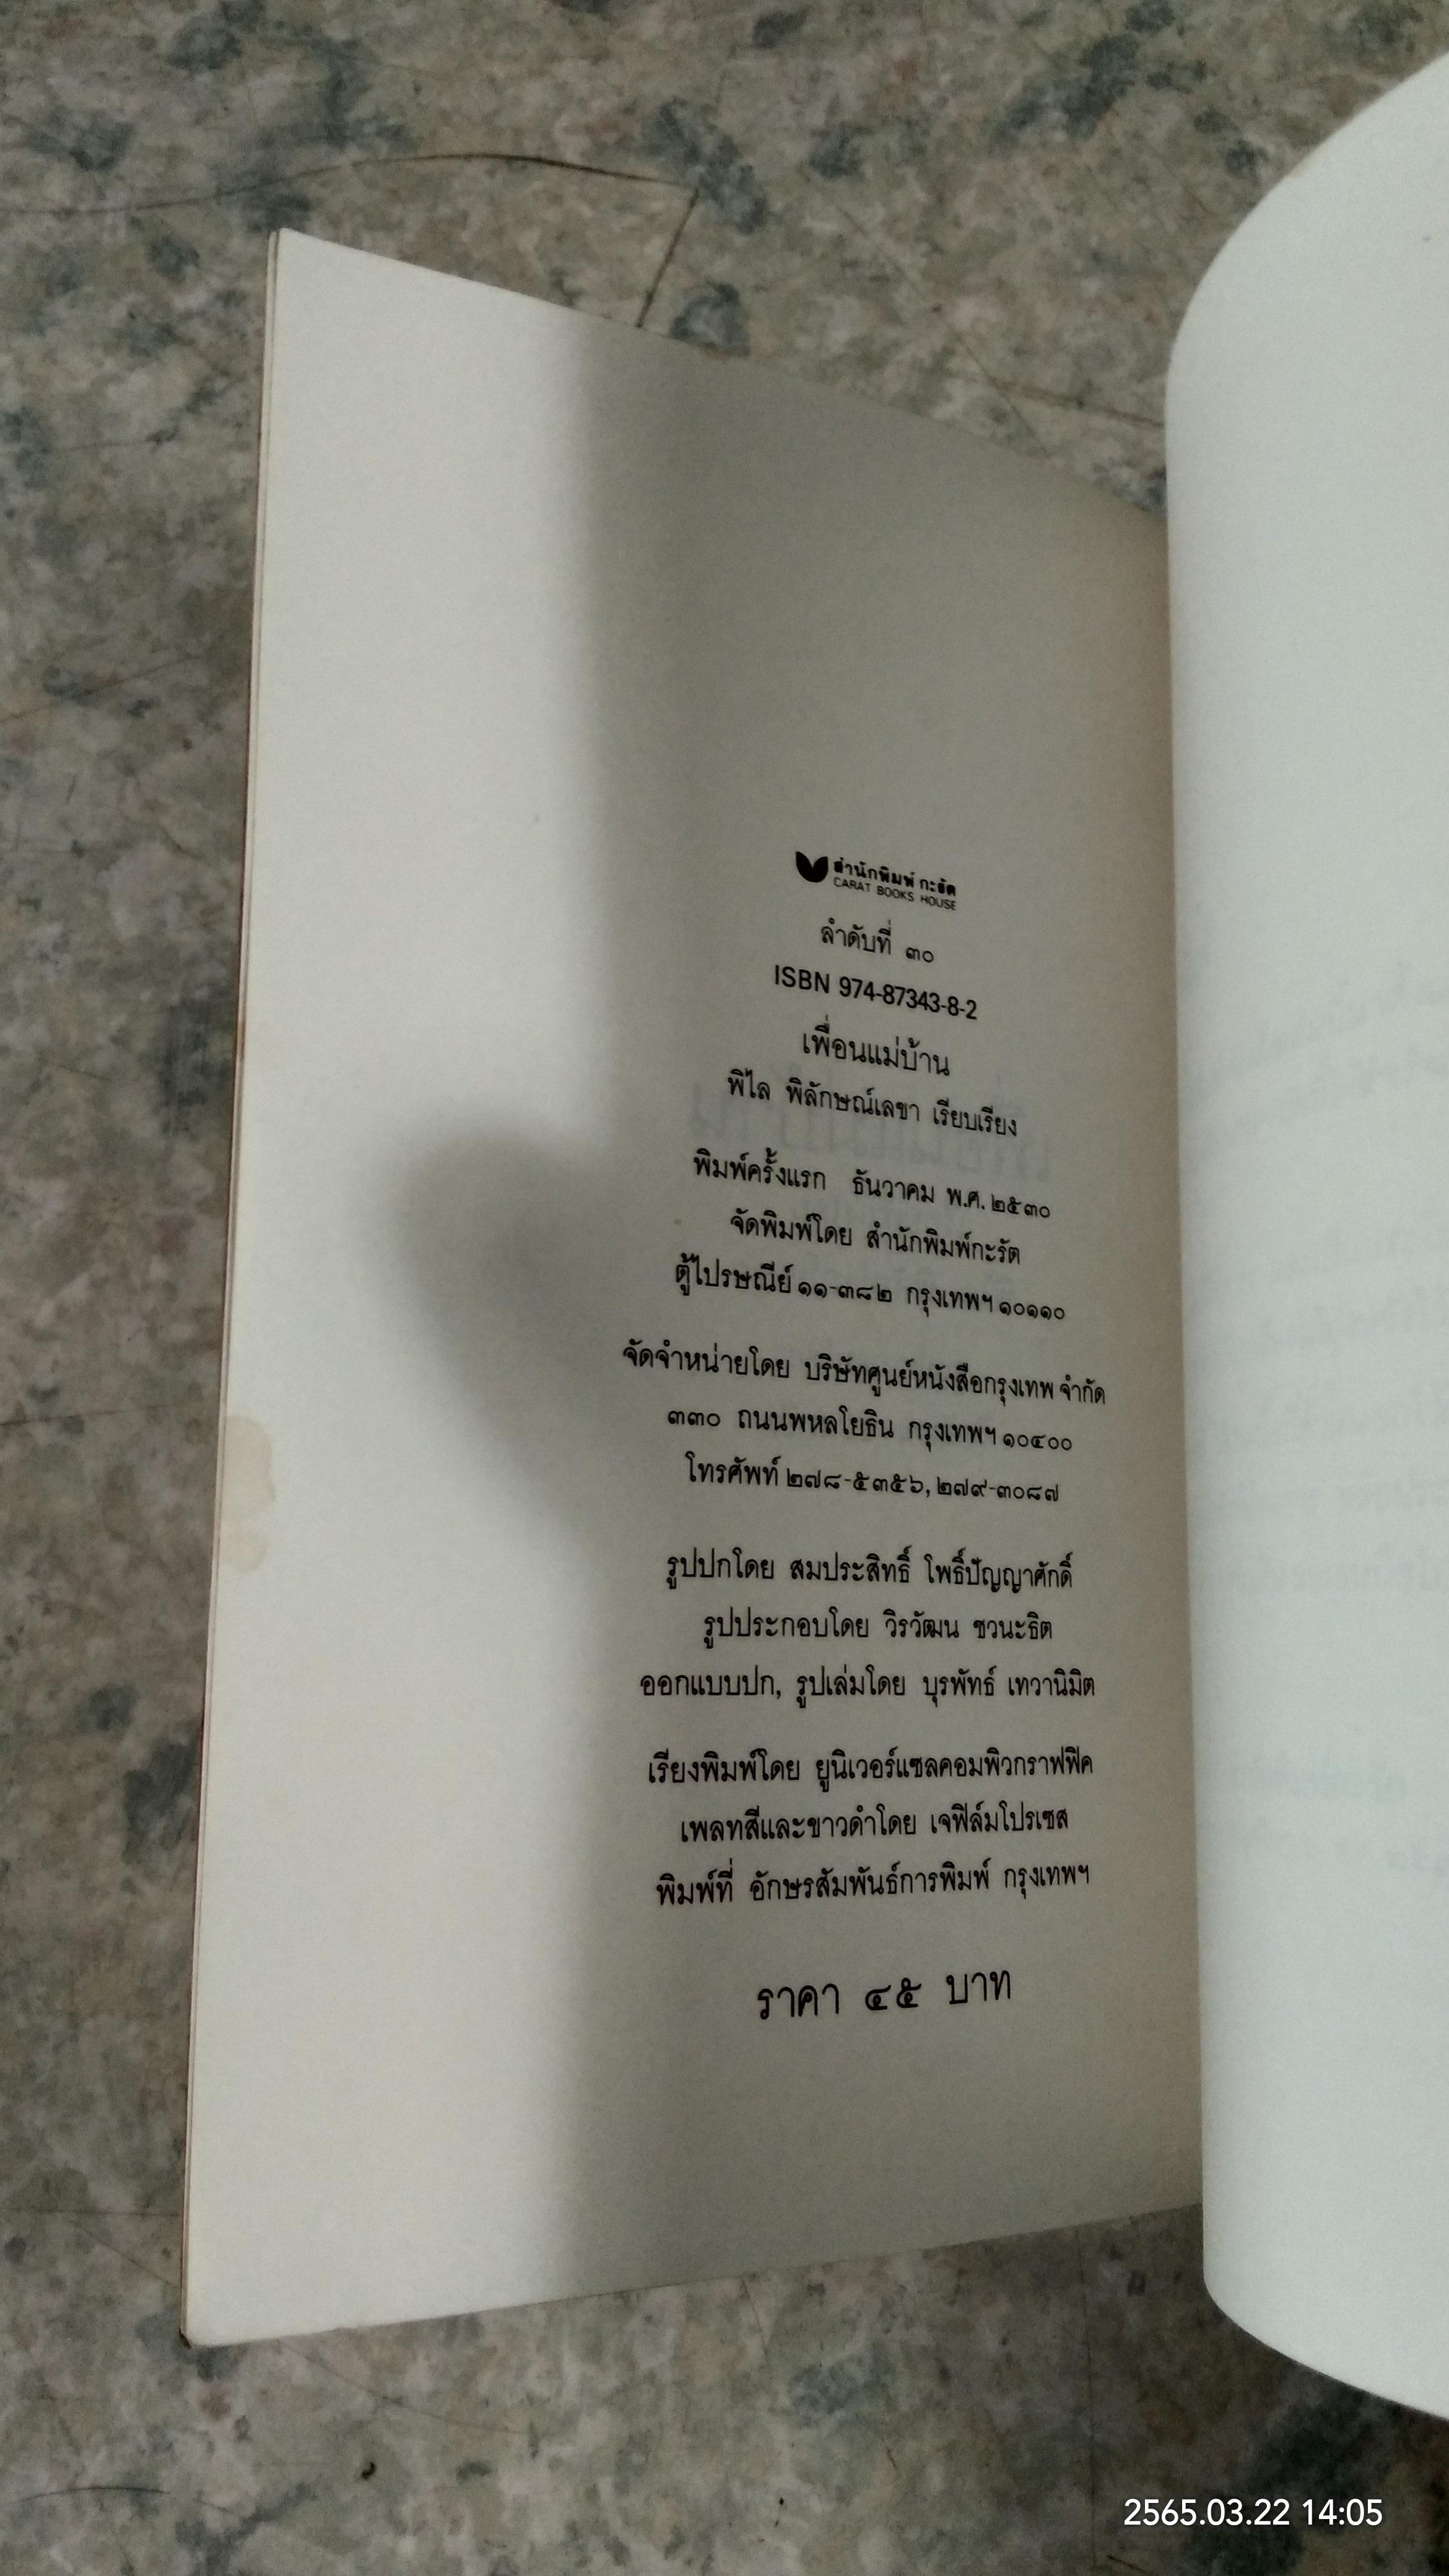 สำนักพิมพ์ กะรัต
CARAT BOOKS HOUSE
ลำดับที่ ๓๐
ISBN 974-87343-8-2
เพื่อนแม่บ้าน
พิไล พิลักษณ์เลขา เรียบเรียง
พิมพ์ครั้งแรก ธันวาคม พ.ศ. ๒๕๓๐
จัดพิมพ์โดย สำนักพิมพ์กะรัต
ตู้ไปรษณีย์ ๑๑-๓๘๒ กรุงเทพฯ ๑๐๑๑๐
จัดจำหน่ายโดย บริษัทศูนย์หนังสือกรุงเทพ จำกัด
๓๓๐ ถนนพหลโยธิน กรุงเทพฯ ๑๐๔๐๐
โทรศัพท์ ๒๗๘-๕๓๕๖, ๒๗๙-๓๐๘๗
รูปปกโดย สมประสิทธิ์ โพธิ์ปัญญาศักดิ์
รูปประกอบโดย วิรวัฒน ชวนะธิต
ออกแบบปก, รูปเล่มโดย บุรพัทธ์ เทวานิมิต
เรียงพิมพ์โดย ยูนิเวอร์แซลคอมพิวกราฟฟิค
เพลทสีและขาวดำโดย เจฟิล์มโปรเซส
พิมพ์ที่ อักษรสัมพันธ์การพิมพ์ กรุงเทพฯ
ราคา ๔๕ บาท
2565.03.22 14:05